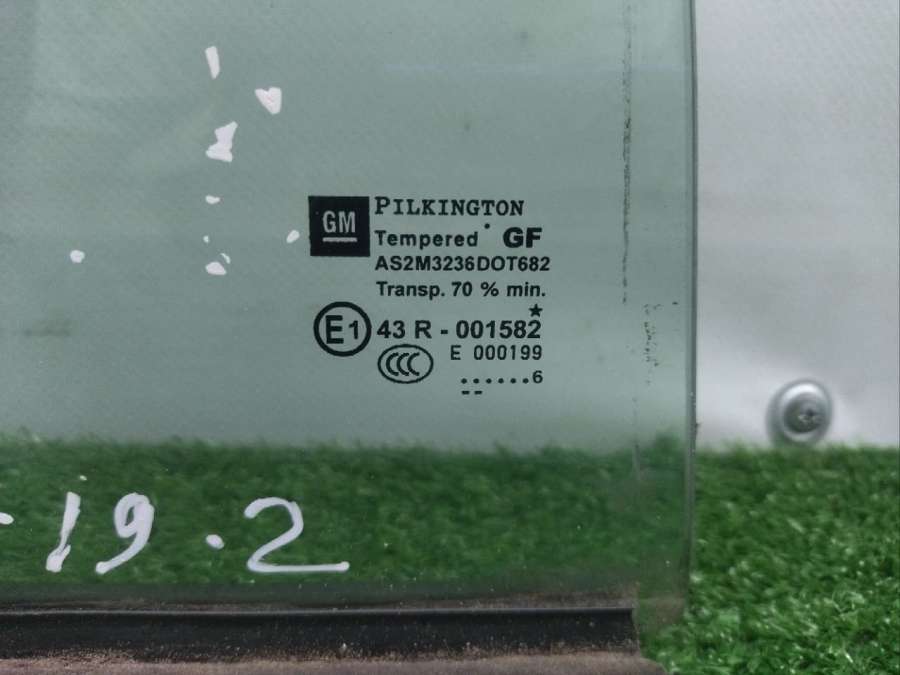 GM
PILKINGTON
Tempered GF
AS2M3236DOT682
Transp. 70 % min.
E1 43 R - 001582
CCC E 000199
......6
--
-19.2